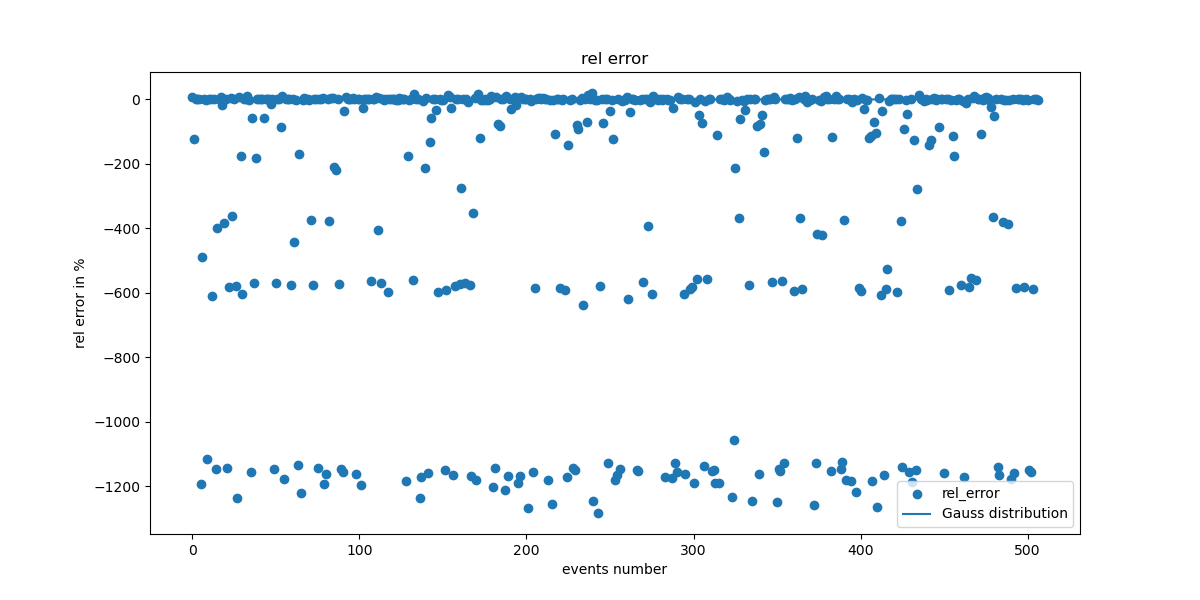 rel error
rel error in %
0
−200
−400
−600
−800
−1000
−1200
0
100
200
300
400
500
events number
rel_error
Gauss distribution